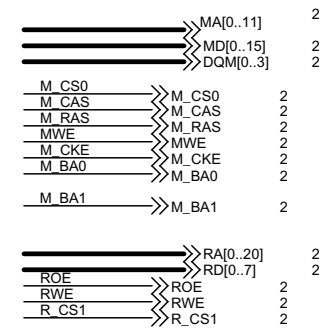 MA[0..11] 2
MD[0..15] 2
DQM[0..3] 2
M_CS0 M_CS0 2
M_CAS M_CAS 2
M_RAS M_RAS 2
MWE MWE 2
M_CKE M_CKE 2
M_BA0 M_BA0 2
M_BA1 M_BA1 2
RA[0..20] 2
RD[0..7] 2
ROE ROE 2
RWE RWE 2
R_CS1 R_CS1 2